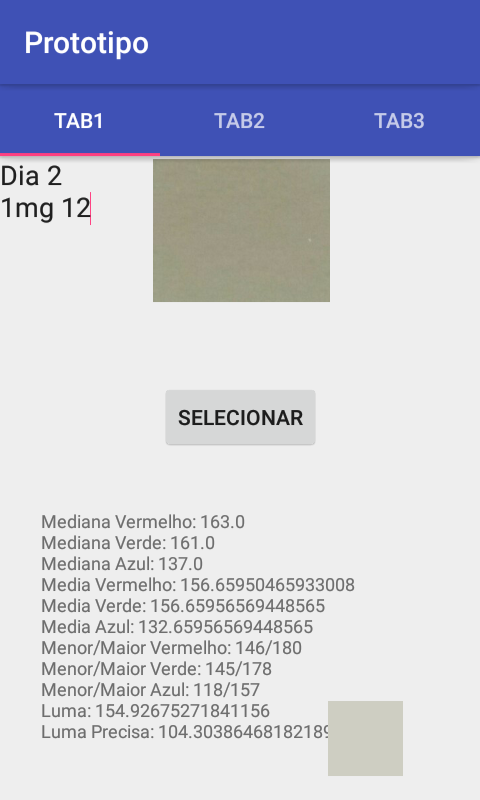 Prototipo
TAB1 TAB2 TAB3
Dia 2
1mg 12
SELECIONAR
Mediana Vermelho: 163.0
Mediana Verde: 161.0
Mediana Azul: 137.0
Media Vermelho: 156.65950465933008
Media Verde: 156.65956569448565
Media Azul: 132.65956569448565
Menor/Maior Vermelho: 146/180
Menor/Maior Verde: 145/178
Menor/Maior Azul: 118/157
Luma: 154.92675271841156
Luma Precisa: 104.30386468182189